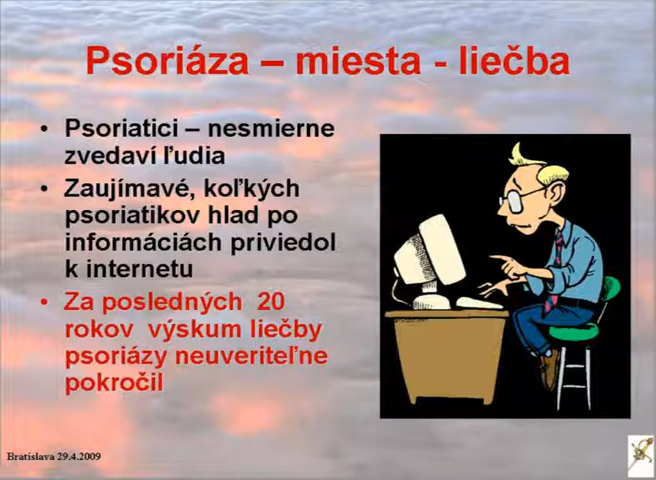 Psoriáza – miesta - liečba
• Psoriatici – nesmierne
zvedaví ľudia
• Zaujímavé, koľkých
psoriatikov hlad po
informáciách priviedol
k internetu
• Za posledných 20
rokov výskum liečby
psoriázy neuveriteľne
pokročil
Bratislava 29.4.2009